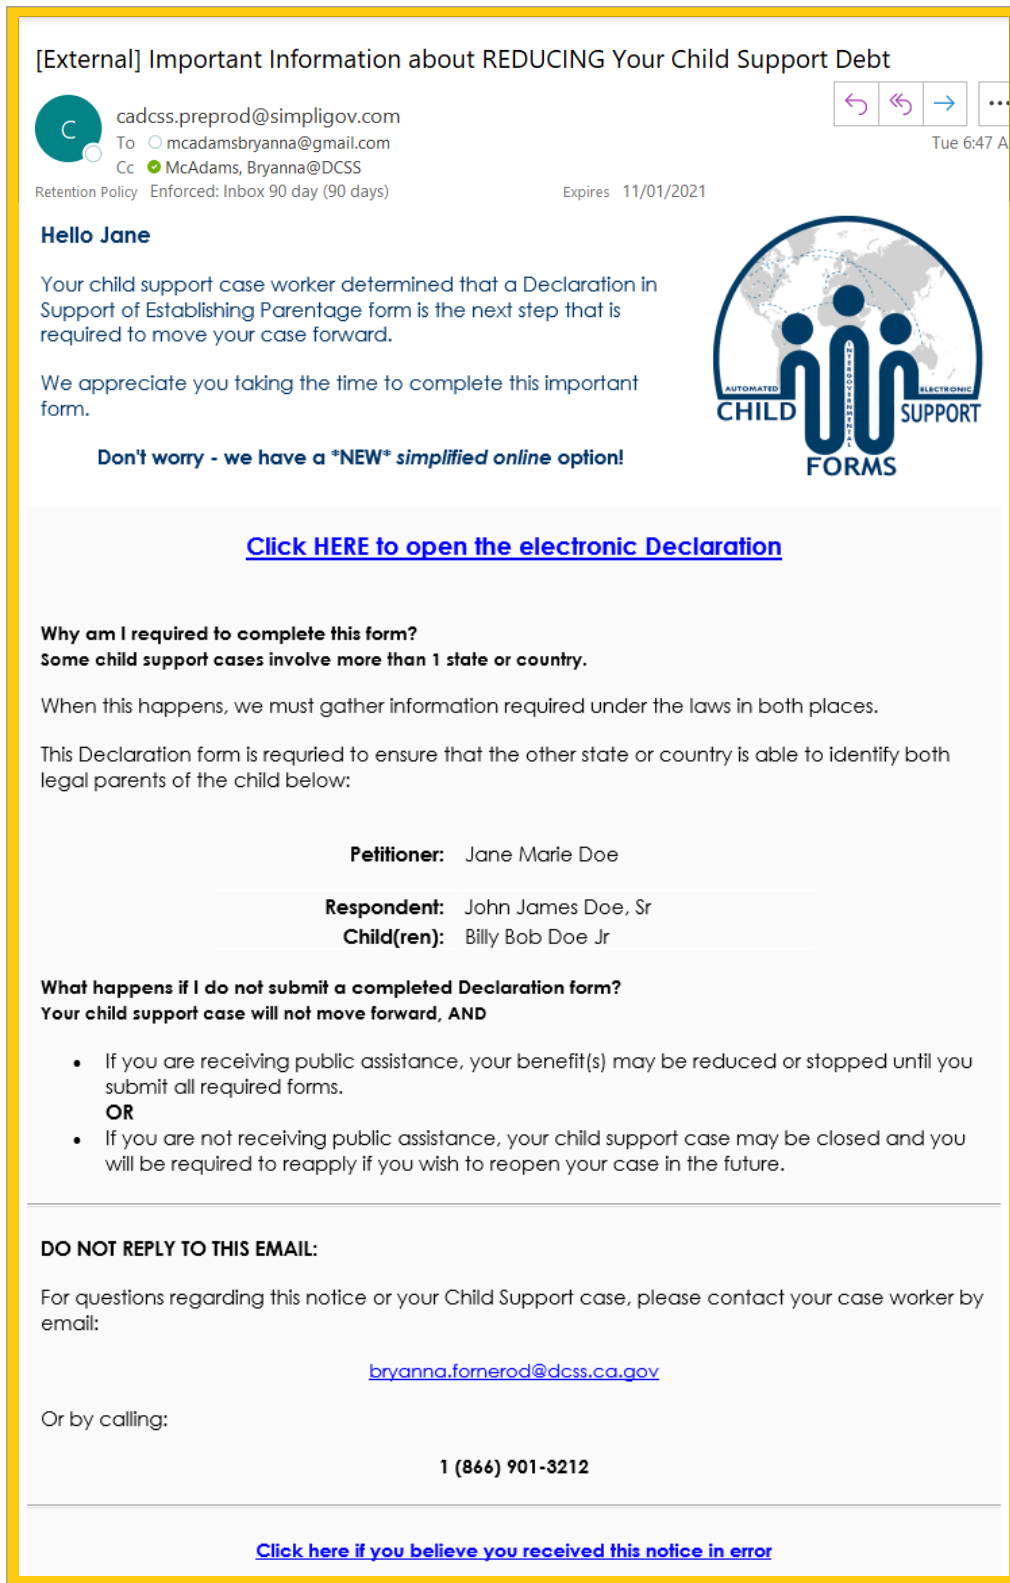 [External] Important Information about REDUCING Your Child Support Debt
C
cadcss.preprod@simpligov.com
To mcadamsbryanna@gmail.com
Tue 6:47 A
Cc McAdams, Bryanna@DCSS
Retention Policy Enforced: Inbox 90 day (90 days) Expires 11/01/2021
Hello Jane
Your child support case worker determined that a Declaration in
Support of Establishing Parentage form is the next step that is
required to move your case forward.
We appreciate you taking the time to complete this important
form.
Don't worry - we have a *NEW* simplified online option!
AUTOMATED
ELECTRONIC
INTERGOVERNMENTAL
CHILD SUPPORT
FORMS
Click HERE to open the electronic Declaration
Why am I required to complete this form?
Some child support cases involve more than 1 state or country.
When this happens, we must gather information required under the laws in both places.
This Declaration form is requried to ensure that the other state or country is able to identify both
legal parents of the child below:
Petitioner: Jane Marie Doe
Respondent: John James Doe, Sr
Child(ren): Billy Bob Doe Jr
What happens if I do not submit a completed Declaration form?
Your child support case will not move forward, AND
• If you are receiving public assistance, your benefit(s) may be reduced or stopped until you
submit all required forms.
OR
• If you are not receiving public assistance, your child support case may be closed and you
will be required to reapply if you wish to reopen your case in the future.
DO NOT REPLY TO THIS EMAIL:
For questions regarding this notice or your Child Support case, please contact your case worker by
email:
bryanna.fornerod@dcss.ca.gov
Or by calling:
1 (866) 901-3212
Click here if you believe you received this notice in error